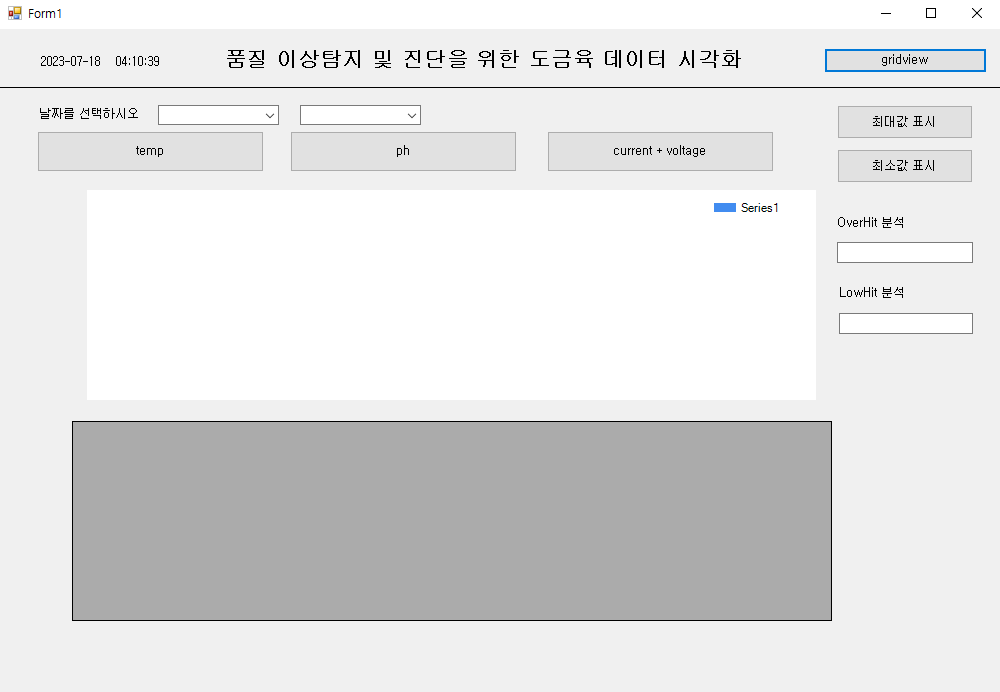 Form1
2023-07-18 04:10:39
품질 이상탐지 및 진단을 위한 도금욕 데이터 시각화
gridview
날짜를 선택하시오
최대값 표시
temp
ph
current + voltage
최소값 표시
Series1
OverHit 분석
LowHit 분석